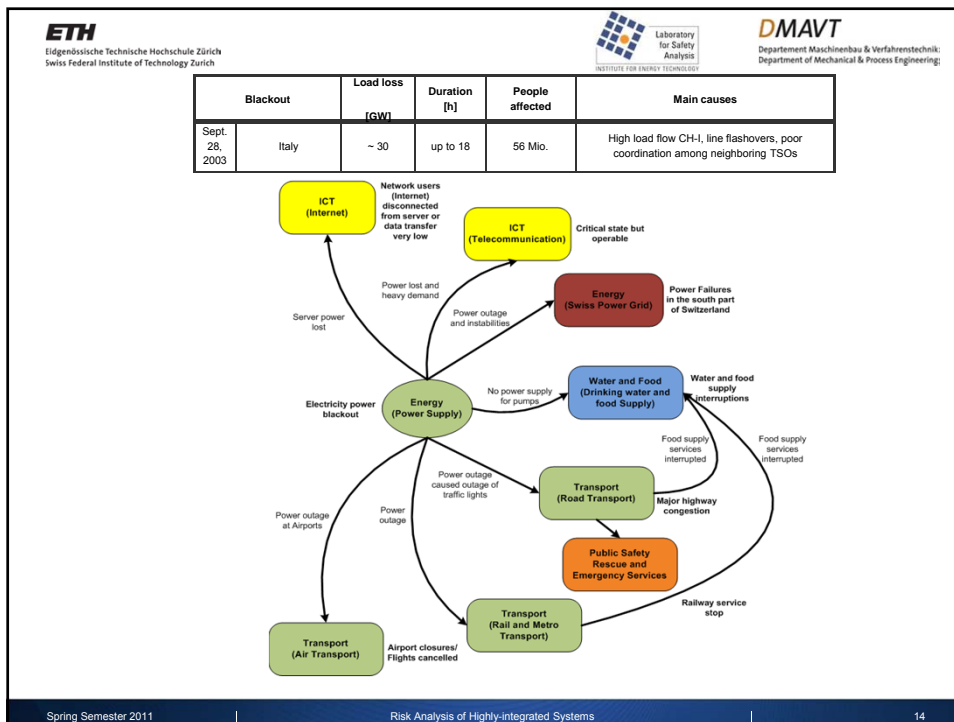 ETH
Eidgenössische Technische Hochschule Zürich
Swiss Federal Institute of Technology Zurich
Laboratory
for Safety
Analysis
INSTITUTE FOR ENERGY TECHNOLOGY
DMAVT
Departement Maschinenbau & Verfahrenstechnik
Department of Mechanical & Process Engineering
Blackout
Load loss
[GW]
Duration
[h]
People
affected
Main causes
Sept.
28,
2003
Italy
~ 30
up to 18
56 Mio.
High load flow CH-I, line flashovers, poor
coordination among neighboring TSOs
ICT
(Internet)
Network users
(Internet)
disconnected
from server or
data transfer
very low
ICT
(Telecommunication)
Critical state but
operable
Power lost and
heavy demand
Energy
(Swiss Power Grid)
Power Failures
in the south part
of Switzerland
Server power
lost
Power outage
and instabilities
Electricity power
blackout
Energy
(Power Supply)
No power supply
for pumps
Water and Food
(Drinking water and
food Supply)
Water and food
supply
interruptions
Food supply
services
interrupted
Food supply
services
interrupted
Power outage
caused outage of
traffic lights
Transport
(Road Transport)
Major highway
congestion
Power outage
at Airports
Power
outage
Public Safety
Rescue and
Emergency Services
Transport
(Rail and Metro
Transport)
Railway service
stop
Transport
(Air Transport)
Airport closures/
Flights cancelled
Spring Semester 2011 | Risk Analysis of Highly-integrated Systems | 14